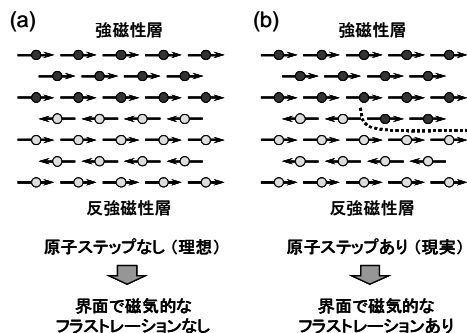 (a)
強磁性層
反強磁性層
原子ステップなし(理想)
界面で磁気的な
フラストレーションなし
(b)
強磁性層
反強磁性層
原子ステップあり(現実)
界面で磁気的な
フラストレーションあり